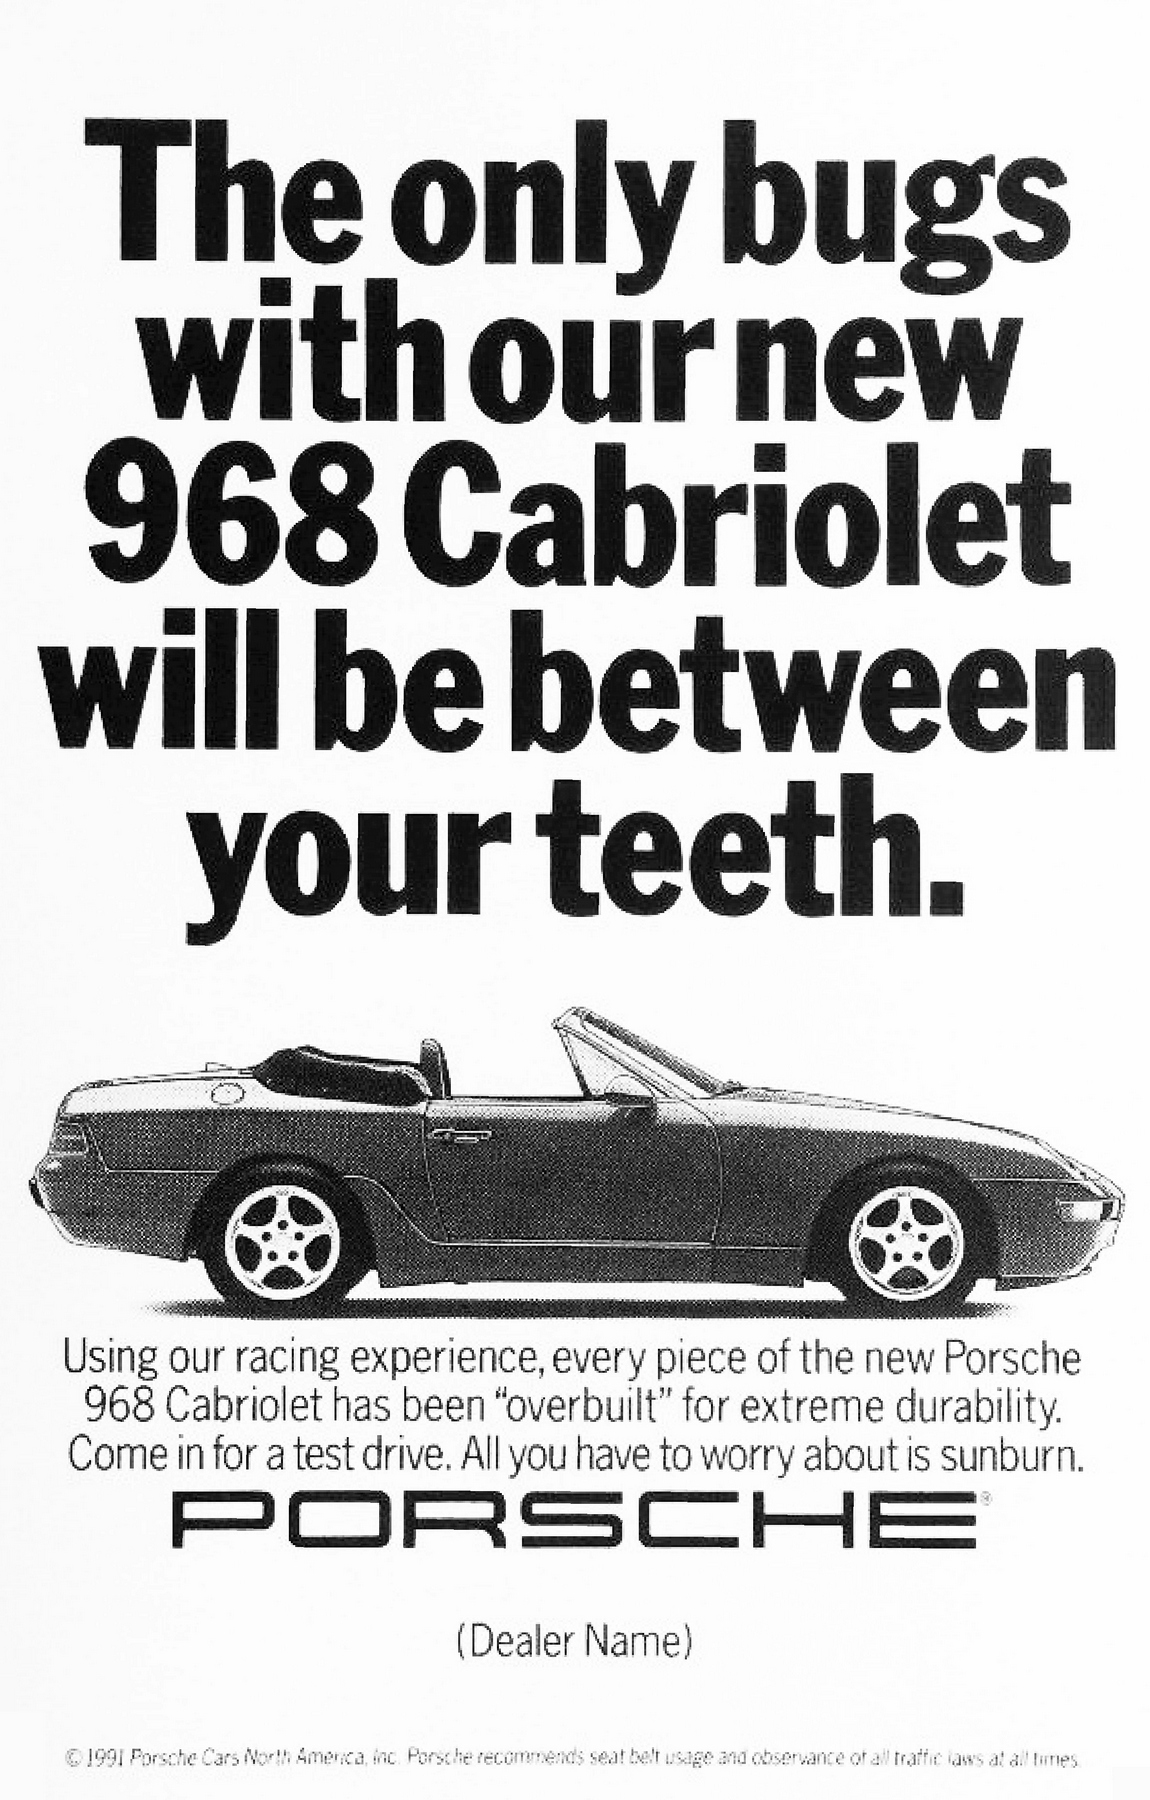 The only bugs
with our new
968 Cabriolet
will be between
your teeth.
Using our racing experience, every piece of the new Porsche
968 Cabriolet has been “overbuilt” for extreme durability.
Come in for a test drive. All you have to worry about is sunburn.
PORSCHE®
(Dealer Name)
© 1991 Porsche Cars North America, Inc. Porsche recommends seat belt usage and observance of all traffic laws at all times.